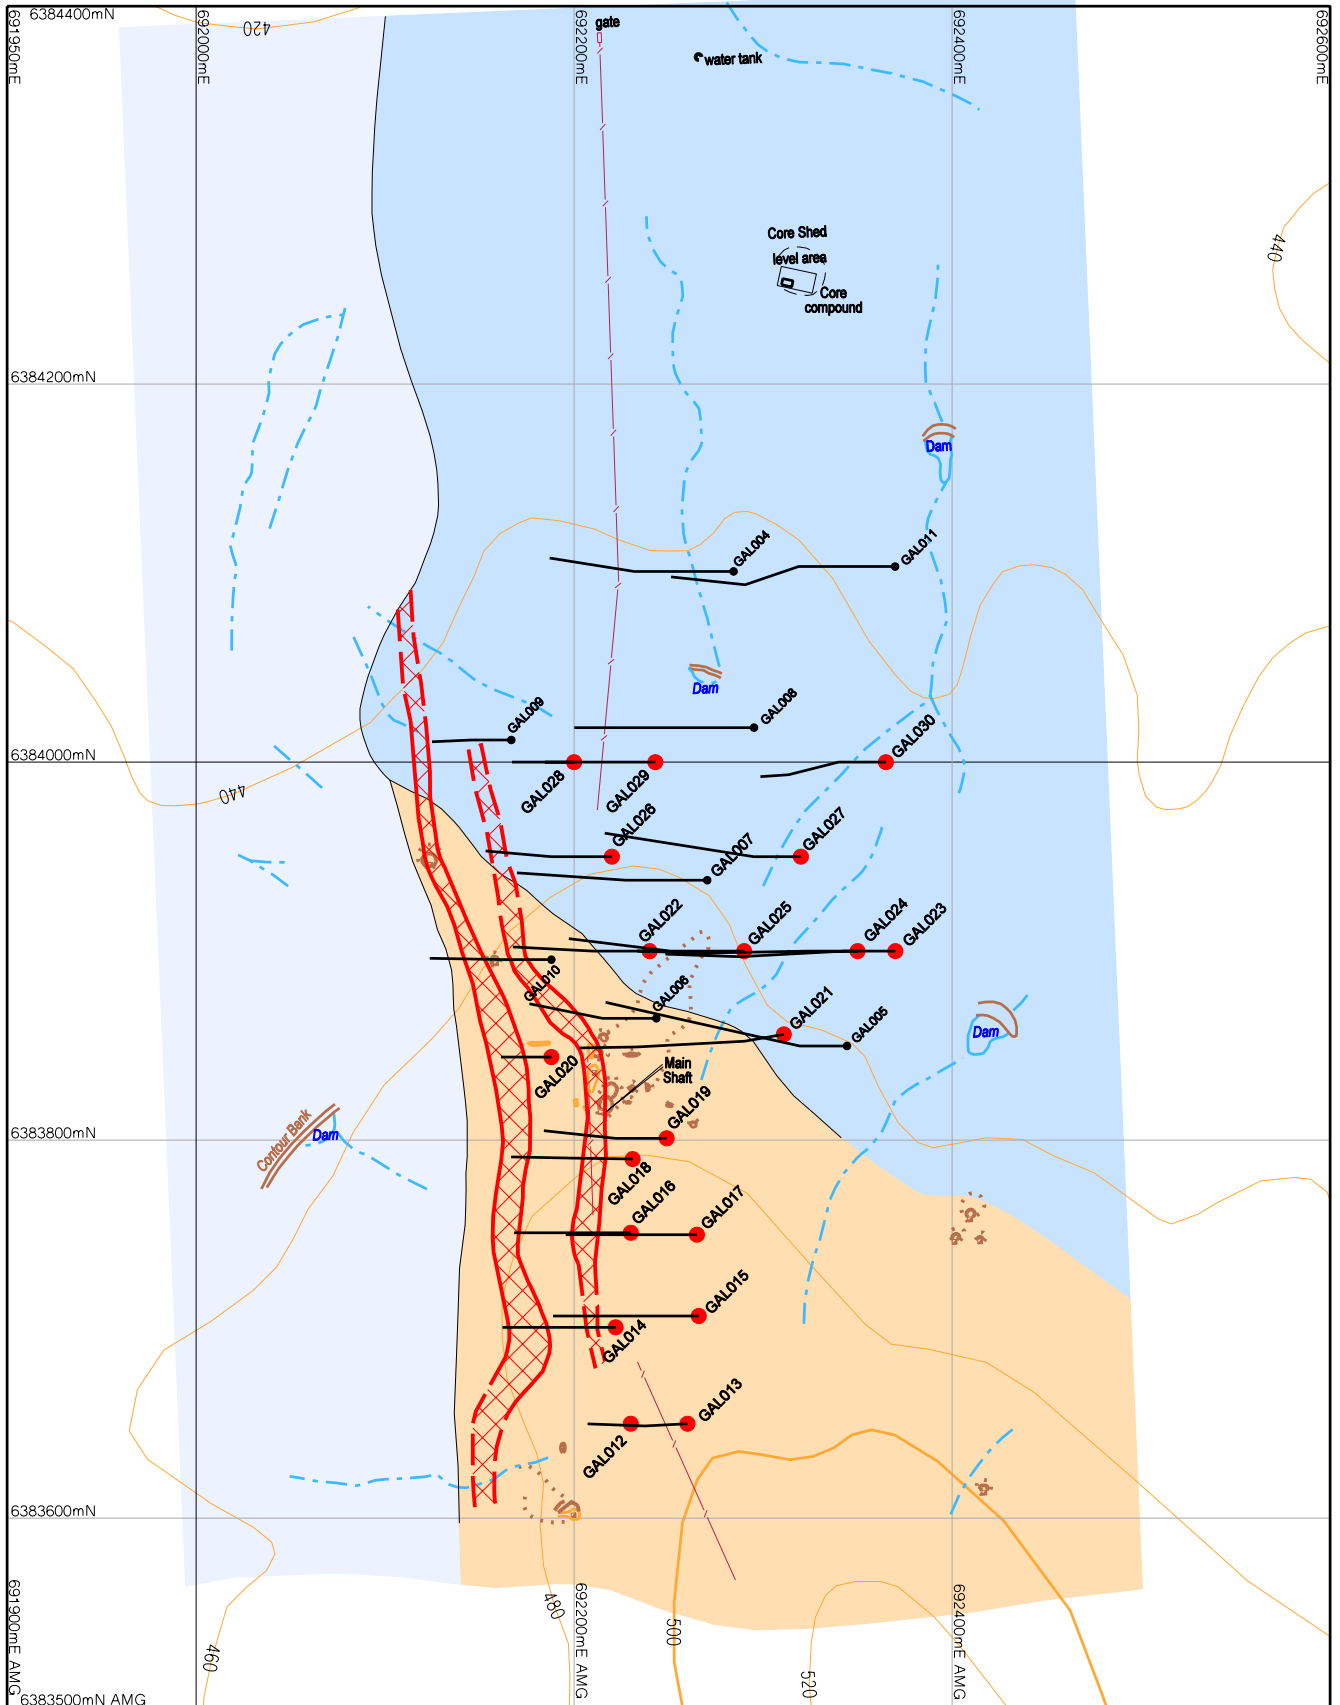 6384400mN
691950mE
692000mE
692200mE
692400mE
692600mE
420
gate
water tank
Core Shed
level area
Core
compound
440
6384200mN
Dam
GAL004
GAL011
Dam
GAL009
GAL008
GAL030
6384000mN
GAL028
GAL029
440
GAL026
GAL007
GAL027
GAL022
GAL025
GAL024
GAL023
GAL010
GAL006
GAL021
GAL005
Dam
GAL020
Main
Shaft
GAL019
Contour Bank
Dam
6383800mN
GAL018
GAL016
GAL017
GAL015
GAL014
GAL013
GAL012
6383600mN
691900mE
692200mE AMG
692400mE AMG
480
500
460
520
6383500mN AMG